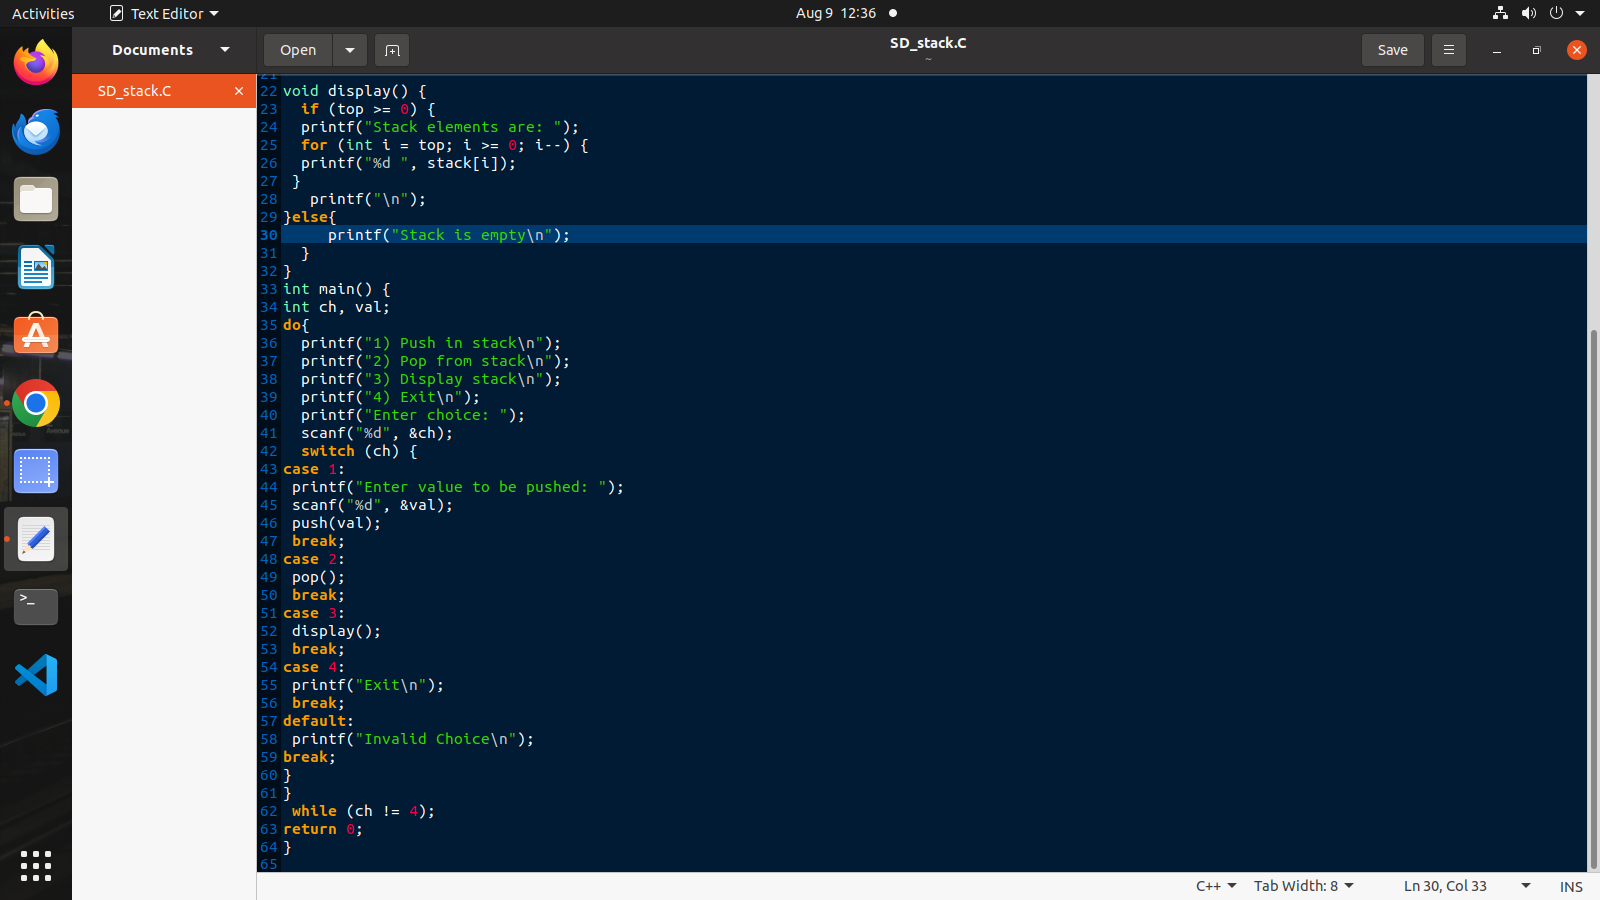 Activities Text Editor Aug 9 12:36
Documents Open SD_stack.C Save
~
SD_stack.C
21
22 void display() {
23   if (top >= 0) {
24   printf("Stack elements are: ");
25   for (int i = top; i >= 0; i--) {
26   printf("%d ", stack[i]);
27  }
28    printf("\n");
29 }else{
30      printf("Stack is empty\n");
31   }
32 }
33 int main() {
34 int ch, val;
35 do{
36   printf("1) Push in stack\n");
37   printf("2) Pop from stack\n");
38   printf("3) Display stack\n");
39   printf("4) Exit\n");
40   printf("Enter choice: ");
41   scanf("%d", &ch);
42   switch (ch) {
43 case 1:
44  printf("Enter value to be pushed: ");
45  scanf("%d", &val);
46  push(val);
47  break;
48 case 2:
49  pop();
50  break;
51 case 3:
52  display();
53  break;
54 case 4:
55  printf("Exit\n");
56  break;
57 default:
58  printf("Invalid Choice\n");
59 break;
60 }
61 }
62  while (ch != 4);
63 return 0;
64 }
65
C++ Tab Width: 8 Ln 30, Col 33 INS